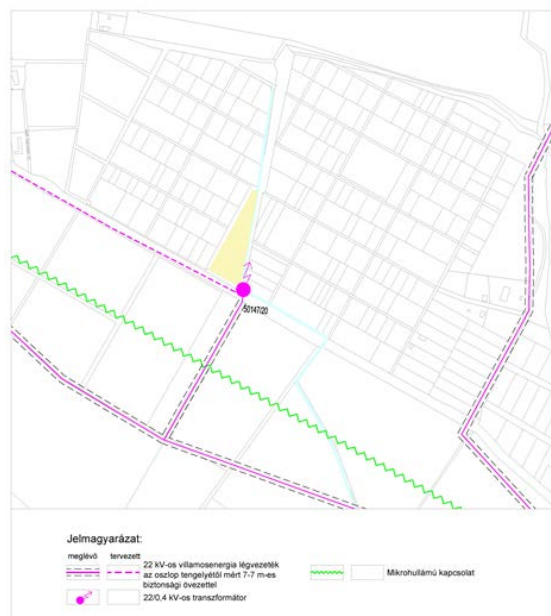 50147/20
Jelmagyarázat:
meglévő tervezett
22 kV-os villamosenergia légvezeték
az oszlop tengelyétől mért 7-7 m-es
biztonsági övezettel
Mikrohullámú kapcsolat
22/0,4 kV-os transzformátor